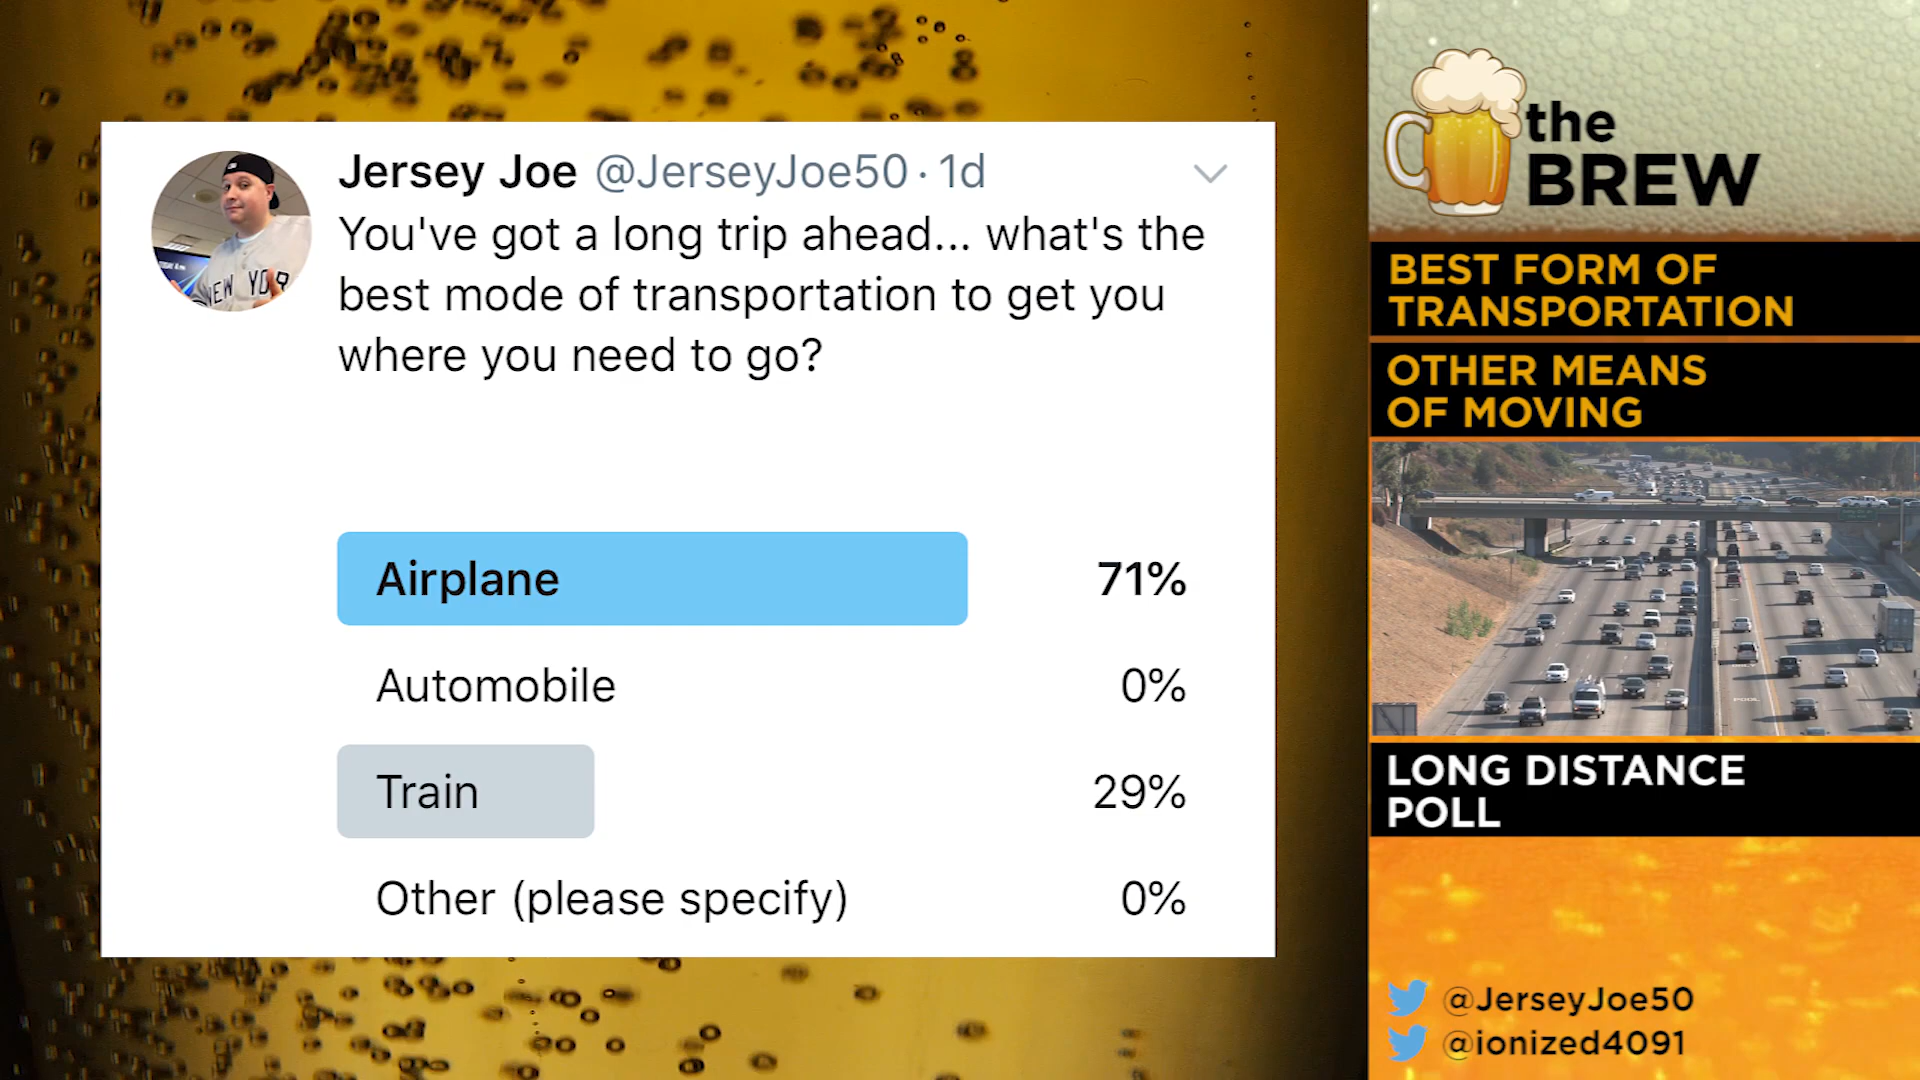 Jersey Joe @JerseyJoe50 · 1d
You've got a long trip ahead... what's the
best mode of transportation to get you
where you need to go?
Airplane 71%
Automobile 0%
Train 29%
Other (please specify) 0%
NEW YOR
the
BREW
BEST FORM OF
TRANSPORTATION
OTHER MEANS
OF MOVING
LONG DISTANCE
POLL
@JerseyJoe50
@ionized4091